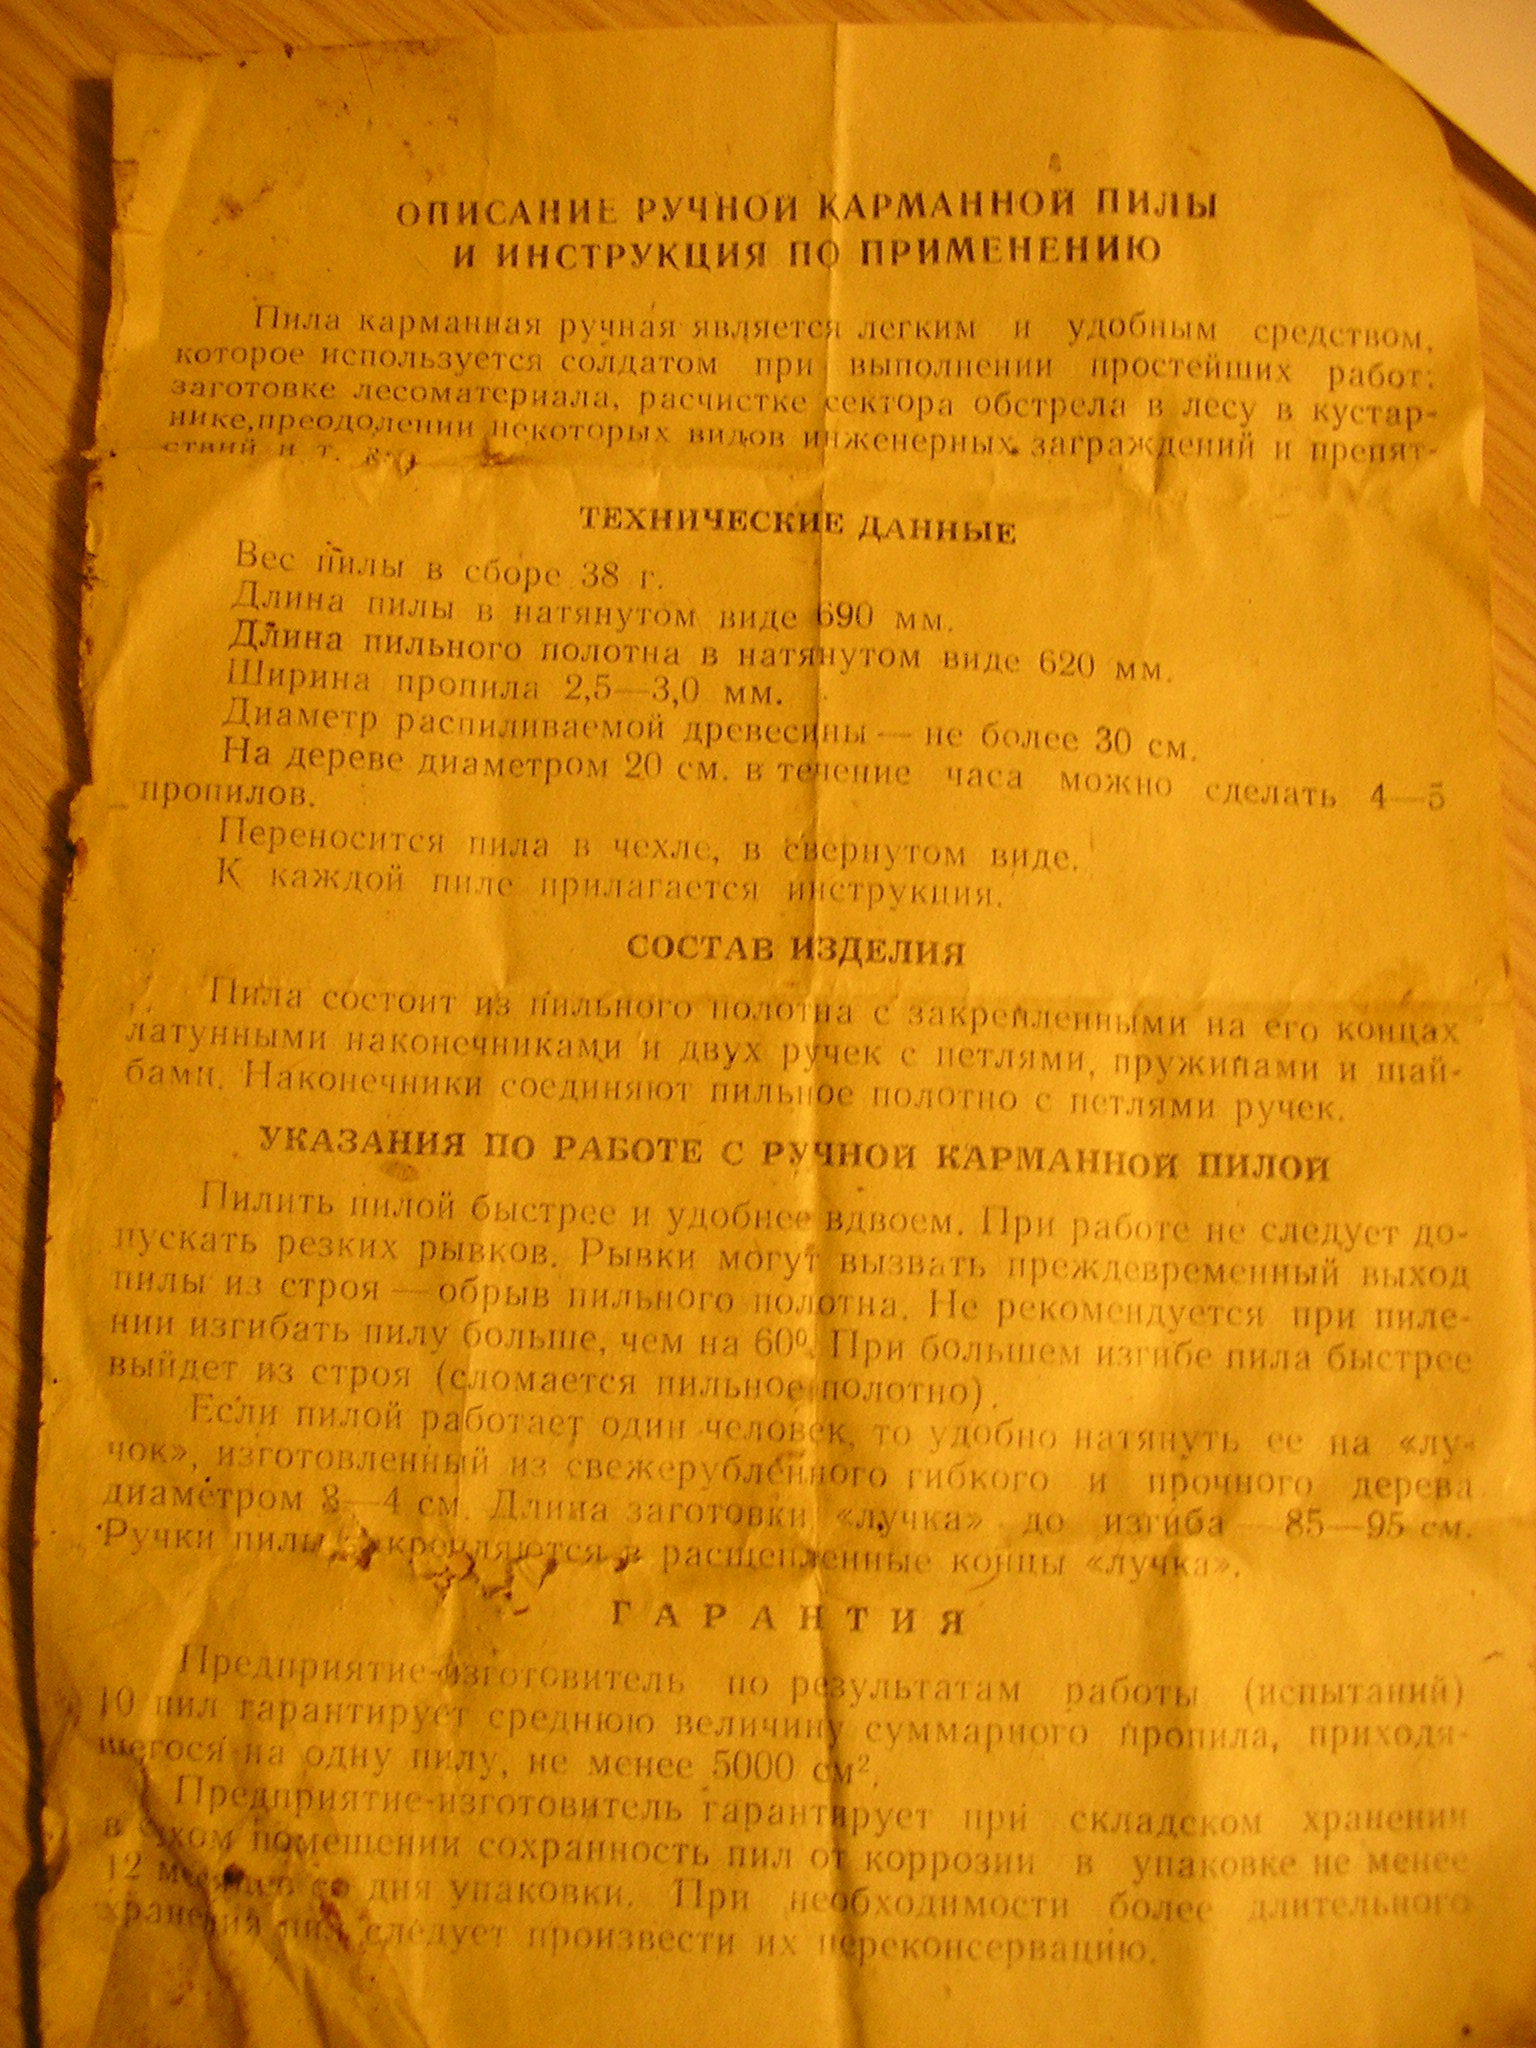 ОПИСАНИЕ РУЧНОЙ КАРМАННОЙ ПИЛЫ
И ИНСТРУКЦИЯ ПО ПРИМЕНЕНИЮ
Пила карманная ручная является легким и удобным средством,
которое используется солдатом при выполнении простейших работ:
заготовке лесоматериала, расчистке сектора обстрела в лесу в кустар-
нике, преодолении некоторых видов инженерных заграждений и препят-
ствий и т. д.
ТЕХНИЧЕСКИЕ ДАННЫЕ
Вес пилы в сборе 38 г.
Длина пилы в натянутом виде 690 мм.
Длина пильного полотна в натянутом виде 620 мм.
Ширина пропила 2,5—3,0 мм.
Диаметр распиливаемой древесины — не более 30 см.
На дереве диаметром 20 см. в течение часа можно сделать 4—5
пропилов.
Переносится пила в чехле, в свернутом виде.
К каждой пиле прилагается инструкция.
СОСТАВ ИЗДЕЛИЯ
Пила состоит из пильного полотна с закрепленными на его концах
латунными наконечниками и двух ручек с петлями, пружинами и шай-
бами. Наконечники соединяют пильное полотно с петлями ручек.
УКАЗАНИЯ ПО РАБОТЕ С РУЧНОЙ КАРМАННОЙ ПИЛОЙ
Пилить пилой быстрее и удобнее вдвоем. При работе не следует до-
пускать резких рывков. Рывки могут вызвать преждевременный выход
пилы из строя — обрыв пильного полотна. Не рекомендуется при пиле-
нии изгибать пилу больше, чем на 60⁰. При большем изгибе пила быстрее
выйдет из строя (сломается пильное полотно).
Если пилой работает один человек, то удобно натянуть ее на «лу-
чок», изготовленный из свежерубленного гибкого и прочного дерева
диаметром 3—4 см. Длина заготовки «лучка» до изгиба 85—95 см.
Ручки пилы закрепляются в расщепленные концы «лучка».
ГАРАНТИЯ
Предприятие-изготовитель по результатам работы (испытаний)
10 пил гарантирует среднюю величину суммарного пропила, приходя-
щегося на одну пилу, не менее 5000 см².
Предприятие-изготовитель гарантирует при складском хранении
в сухом помещении сохранность пил от коррозии в упаковке не менее
12 месяцев со дня упаковки. При необходимости более длительного
хранения пил следует произвести их переконсервацию.